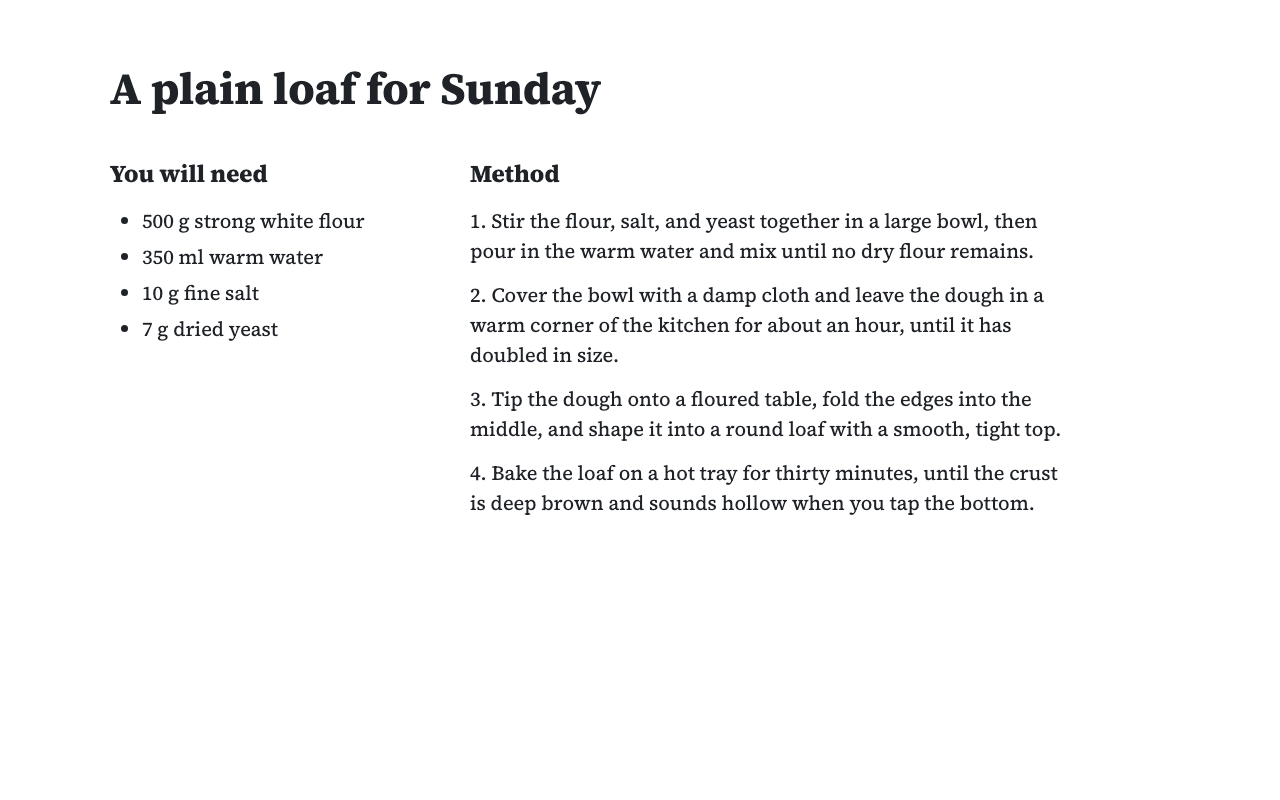 A plain loaf for Sunday
You will need
• 500 g strong white flour
• 350 ml warm water
• 10 g fine salt
• 7 g dried yeast
Method
1. Stir the flour, salt, and yeast together in a large bowl, then
pour in the warm water and mix until no dry flour remains.
2. Cover the bowl with a damp cloth and leave the dough in a
warm corner of the kitchen for about an hour, until it has
doubled in size.
3. Tip the dough onto a floured table, fold the edges into the
middle, and shape it into a round loaf with a smooth, tight top.
4. Bake the loaf on a hot tray for thirty minutes, until the crust
is deep brown and sounds hollow when you tap the bottom.